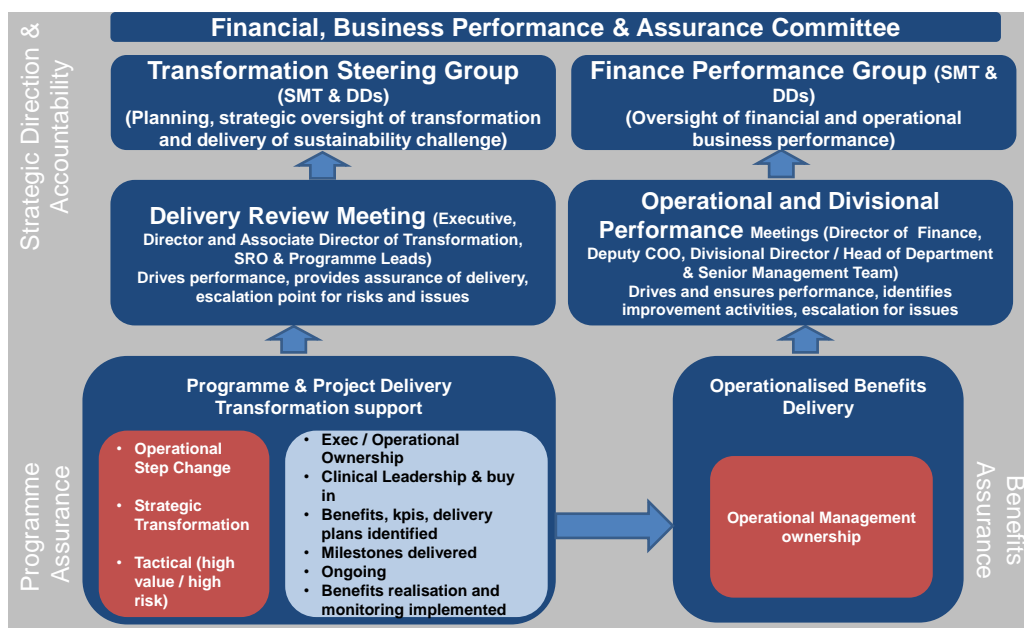 Financial, Business Performance & Assurance Committee
Strategic Direction &
Accountability
Transformation Steering Group
(SMT & DDs)
(Planning, strategic oversight of transformation
and delivery of sustainability challenge)
Finance Performance Group (SMT &
DDs)
(Oversight of financial and operational
business performance)
Delivery Review Meeting (Executive,
Director and Associate Director of Transformation,
SRO & Programme Leads)
Drives performance, provides assurance of delivery,
escalation point for risks and issues
Operational and Divisional
Performance Meetings (Director of Finance,
Deputy COO, Divisional Director / Head of Department
& Senior Management Team)
Drives and ensures performance, identifies
improvement activities, escalation for issues
Programme
Assurance
Programme & Project Delivery
Transformation support
• Operational
Step Change
• Strategic
Transformation
• Tactical (high
value / high
risk)
• Exec / Operational
Ownership
• Clinical Leadership & buy
in
• Benefits, kpis, delivery
plans identified
• Milestones delivered
• Ongoing
• Benefits realisation and
monitoring implemented
Operationalised Benefits
Delivery
Operational Management
ownership
Benefits
Assurance